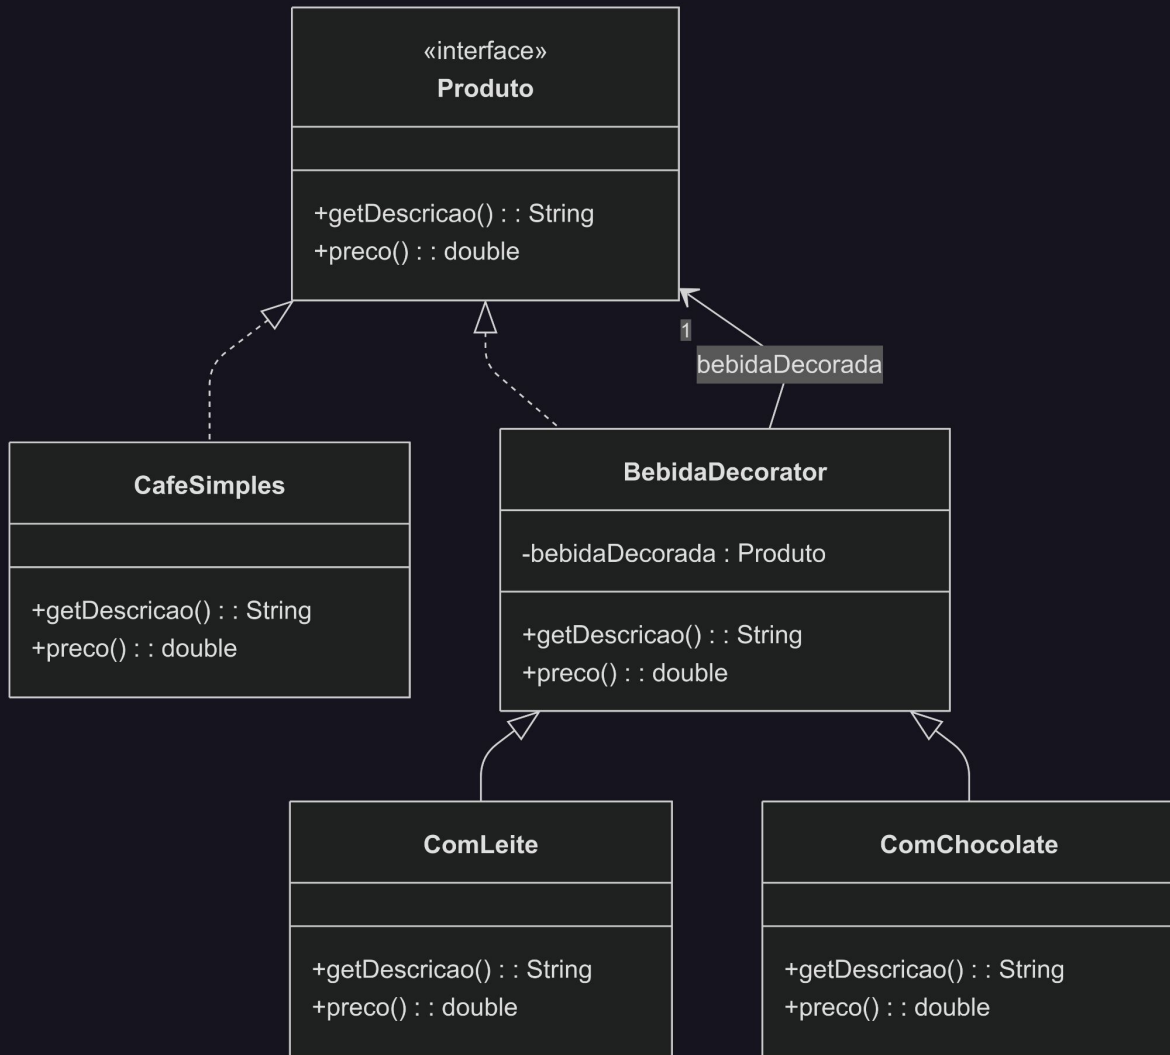 «interface»
Produto
+getDescricao() : : String
+preco() : : double
1
bebidaDecorada
CafeSimples
+getDescricao() : : String
+preco() : : double
BebidaDecorator
-bebidaDecorada : Produto
+getDescricao() : : String
+preco() : : double
ComLeite
+getDescricao() : : String
+preco() : : double
ComChocolate
+getDescricao() : : String
+preco() : : double